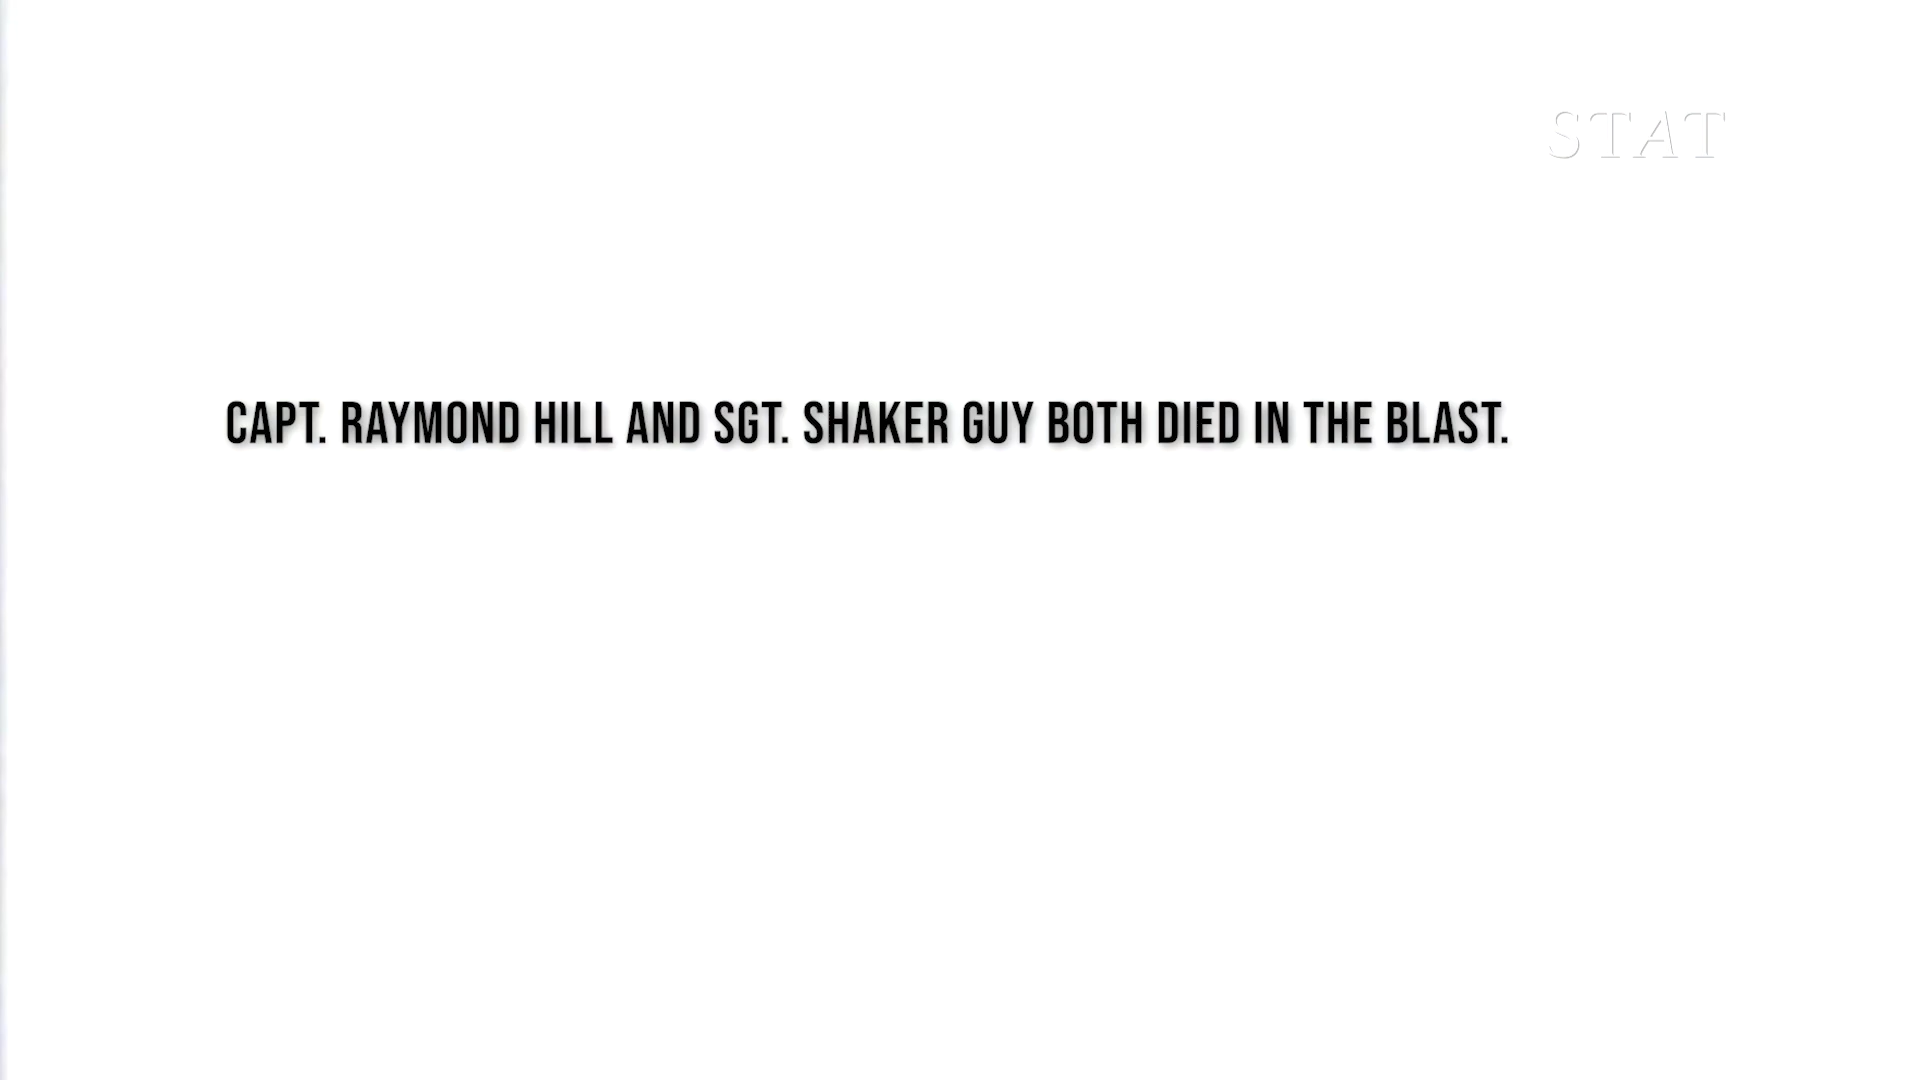 STAT
CAPT. RAYMOND HILL AND SGT. SHAKER GUY BOTH DIED IN THE BLAST.